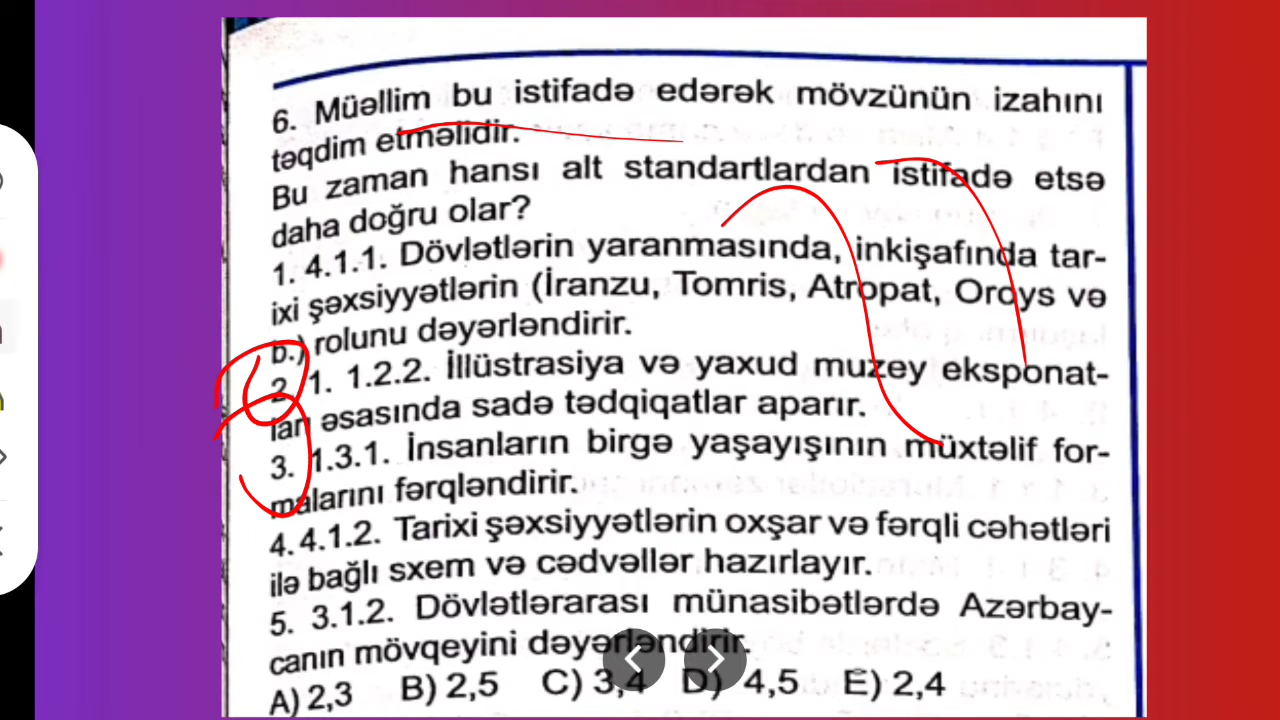 6. Müəllim bu istifadə edərək mövzünün izahını
təqdim etməlidir.
Bu zaman hansı alt standartlardan istifadə etsə
daha doğru olar?
1. 4.1.1. Dövlətlərin yaranmasında, inkişafında tar-
ixi şəxsiyyətlərin (İranzu, Tomris, Atropat, Oroys və
b.) rolunu dəyərləndirir.
2. 1. 1.2.2. İllüstrasiya və yaxud muzey eksponat-
ları əsasında sadə tədqiqatlar aparır.
3. 1.3.1. İnsanların birgə yaşayışının müxtəlif for-
malarını fərqləndirir.
4. 4.1.2. Tarixi şəxsiyyətlərin oxşar və fərqli cəhətləri
ilə bağlı sxem və cədvəllər hazırlayır.
5. 3.1.2. Dövlətlərarası münasibətlərdə Azərbay-
canın mövqeyini dəyərləndirir.
A) 2,3 B) 2,5 C) 3,4 D) 4,5 E) 2,4